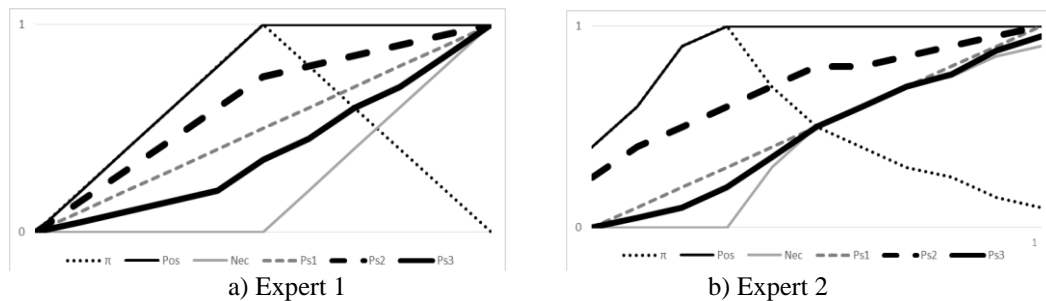 1
1
0
π Pos Nec Ps1 Ps2 Ps3
0
1
π Pos Nec Ps1 Ps2 Ps3
a) Expert 1
b) Expert 2